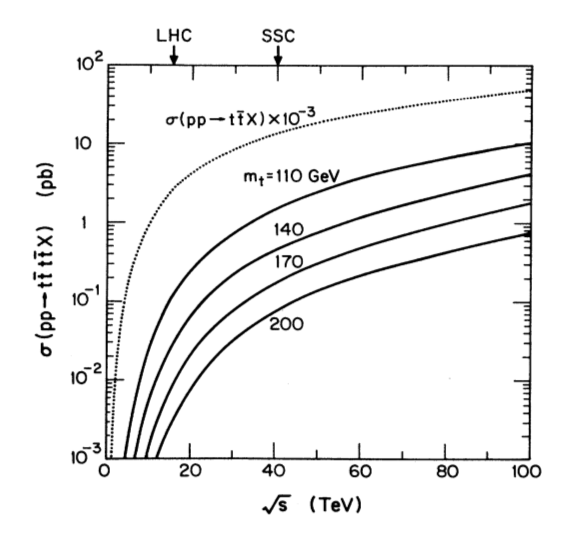 LHC SSC
10²
σ(pp→tt̄X)×10⁻³
10
mₜ=110 GeV
1
140
170
10⁻¹
200
10⁻²
10⁻³
σ(pp→tt̄tt̄X) (pb)
0 20 40 60 80 100
√s (TeV)